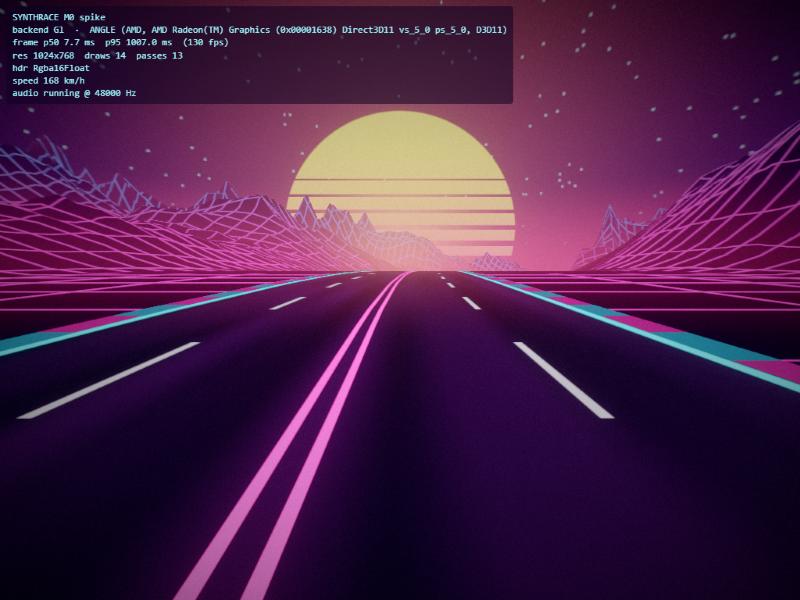 SYNTHRACE M0 spike
backend Gl · ANGLE (AMD, AMD Radeon(TM) Graphics (0x00001638) Direct3D11 vs_5_0 ps_5_0, D3D11)
frame p50 7.7 ms p95 1007.0 ms (130 fps)
res 1024x768 draws 14 passes 13
hdr Rgba16Float
speed 168 km/h
audio running @ 48000 Hz